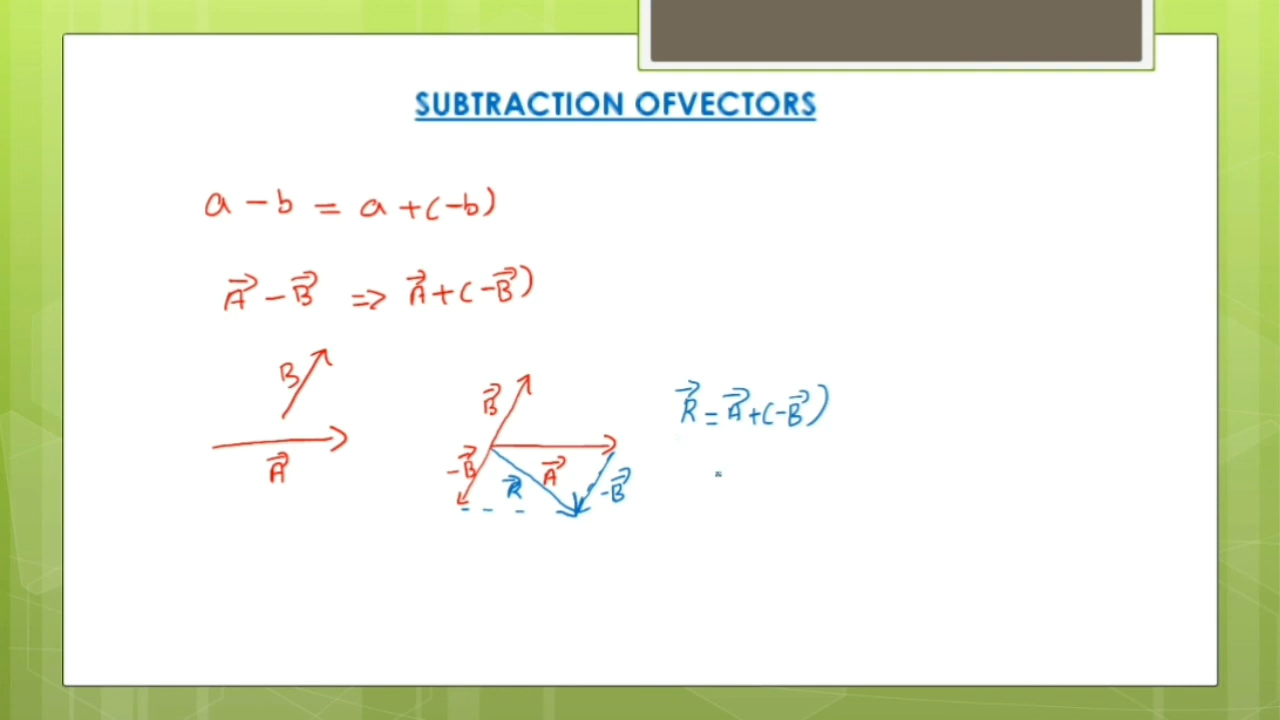 SUBTRACTION OFVECTORS
a - b = a + (-b)
A⃗ - B⃗ => A⃗ + (-B⃗)
B
A⃗
B⃗
-B⃗
R⃗
A⃗
-B⃗
R⃗ = A⃗ + (-B⃗)